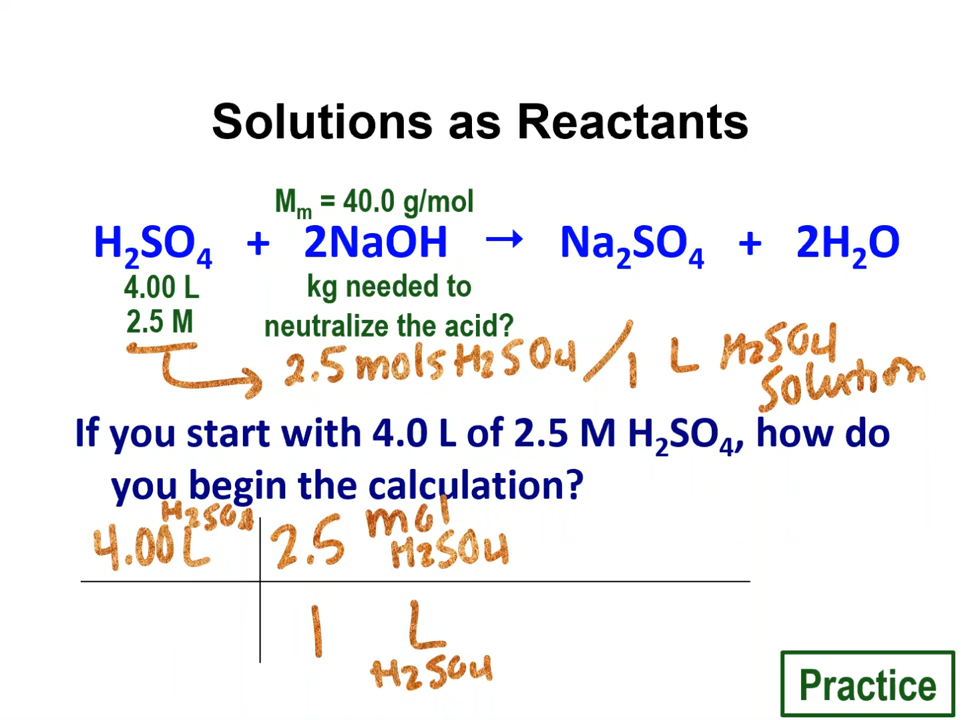 Solutions as Reactants
Mₘ = 40.0 g/mol
H₂SO₄ + 2NaOH → Na₂SO₄ + 2H₂O
4.00 L
2.5 M
kg needed to
neutralize the acid?
2.5 mols H2SO4 / 1 L H2SO4
solution
If you start with 4.0 L of 2.5 M H₂SO₄, how do
you begin the calculation?
H2SO4
4.00 L
2.5 mol
H2SO4
1 L
H2SO4
Practice